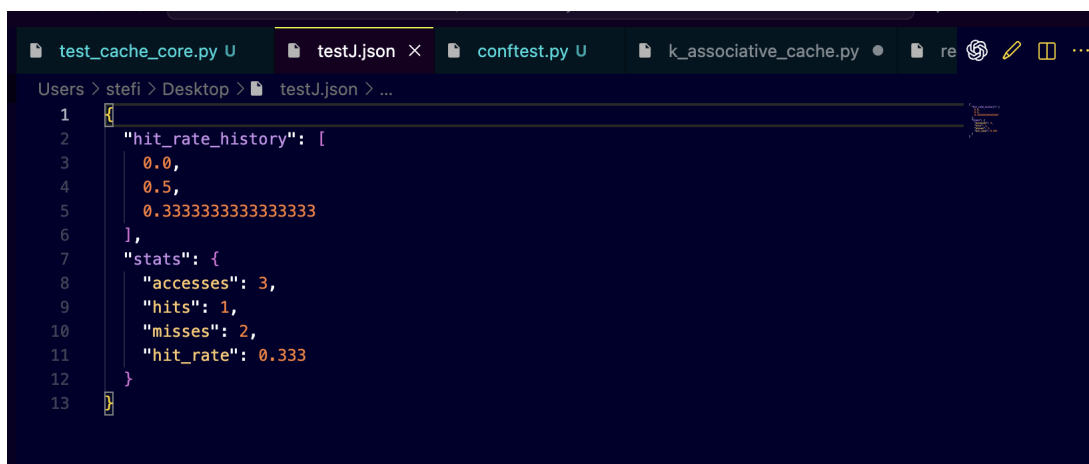 test_cache_core.py U testJ.json × conftest.py U k_associative_cache.py ● re ...
Users > stefi > Desktop > testJ.json > ...
1 {
2 "hit_rate_history": [
3 0.0,
4 0.5,
5 0.3333333333333333
6 ],
7 "stats": {
8 "accesses": 3,
9 "hits": 1,
10 "misses": 2,
11 "hit_rate": 0.333
12 }
13 }